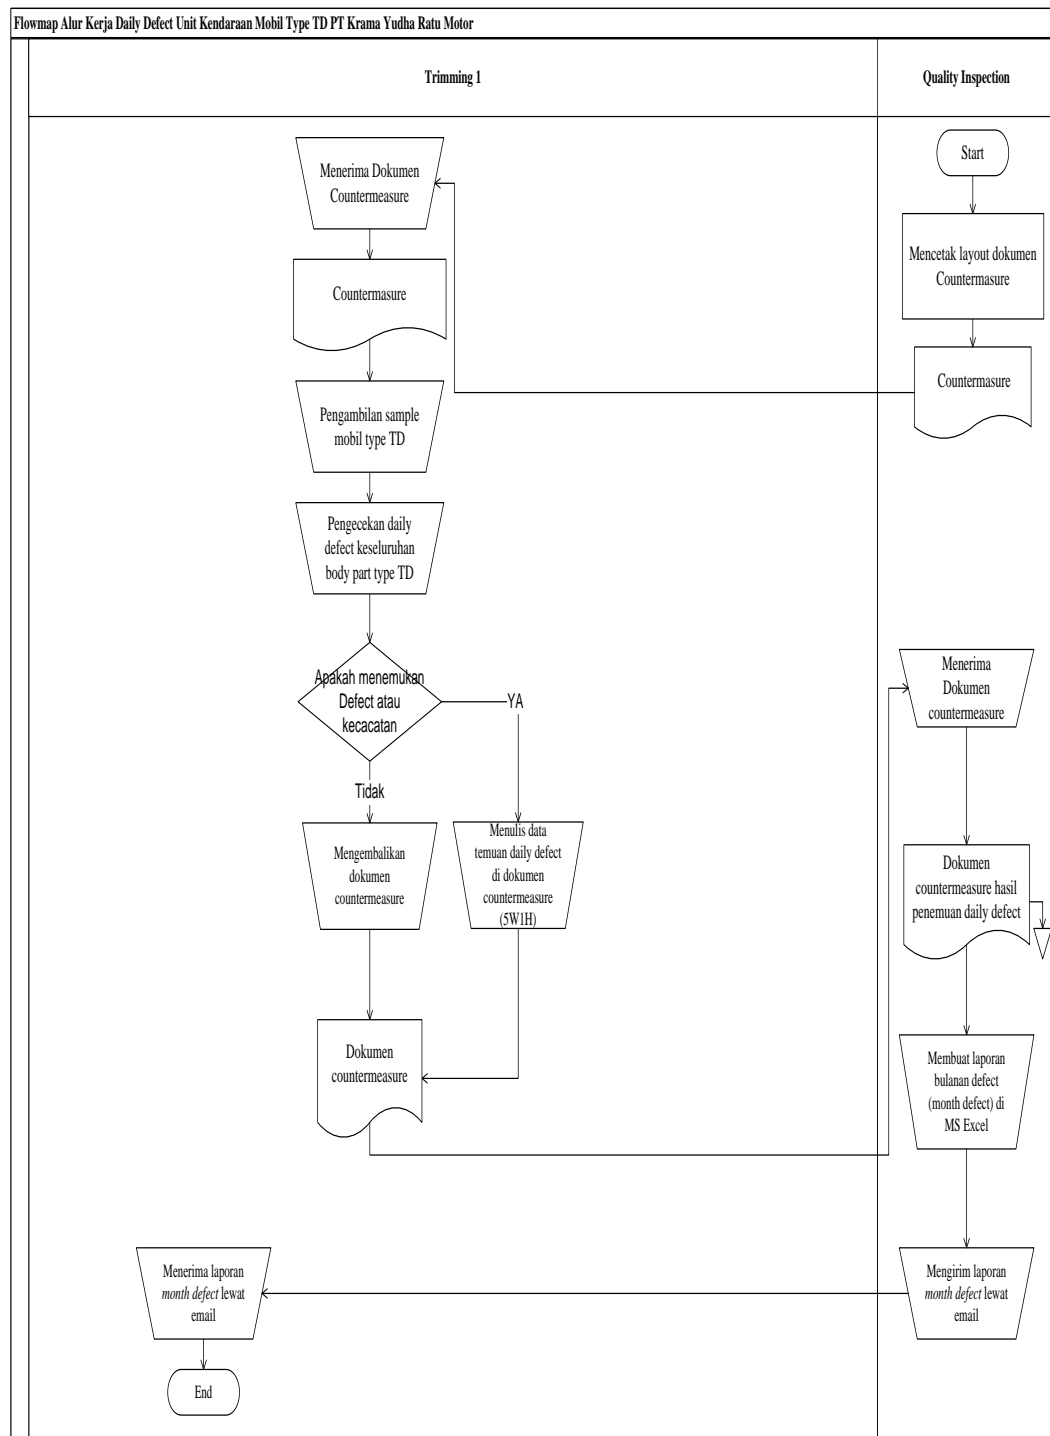 Flowmap Alur Kerja Daily Defect Unit Kendaraan Mobil Type TD PT Krama Yudha Ratu Motor
Trimming 1
Quality Inspection
Start
Menerima Dokumen
Countermeasure
Mencetak layout dokumen
Countermasure
Countermasure
Countermasure
Pengambilan sample
mobil type TD
Pengecekan daily
defect keseluruhan
body part type TD
Apakah menemukan
Defect atau
kecacatan
YA
Tidak
Menerima
Dokumen
countermeasure
Mengembalikan
dokumen
countermeasure
Menulis data
temuan daily defect
di dokumen
countermeasure
(5W1H)
Dokumen
countermeasure hasil
penemuan daily defect
Dokumen
countermeasure
Membuat laporan
bulanan defect
(month defect) di
MS Excel
Menerima laporan
month defect lewat
email
Mengirim laporan
month defect lewat
email
End